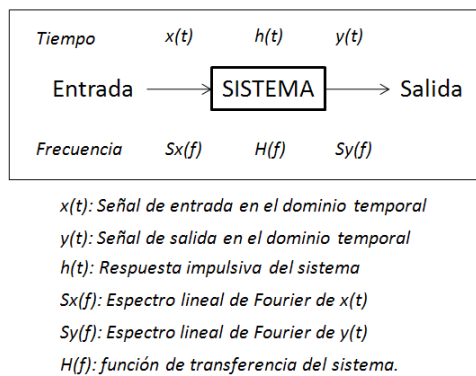 Tiempo x(t) h(t) y(t)
Entrada SISTEMA Salida
Frecuencia Sx(f) H(f) Sy(f)
x(t): Señal de entrada en el dominio temporal
y(t): Señal de salida en el dominio temporal
h(t): Respuesta impulsiva del sistema
Sx(f): Espectro lineal de Fourier de x(t)
Sy(f): Espectro lineal de Fourier de y(t)
H(f): función de transferencia del sistema.